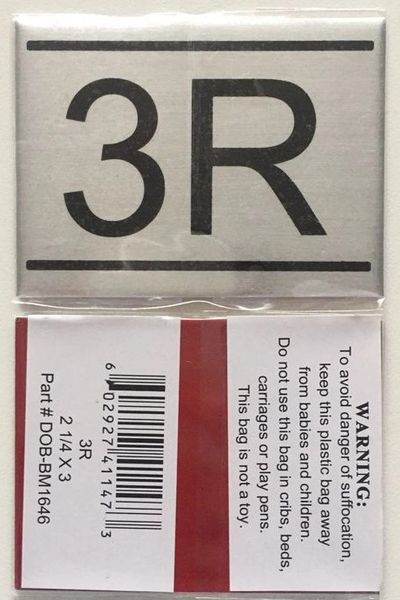 3R
WARNING:
To avoid danger of suffocation,
keep this plastic bag away
from babies and children.
Do not use this bag in cribs, beds,
carriages or play pens.
This bag is not a toy.
6 02927 41147 3
3R
2 1/4 X 3
Part # DOB-BM1646